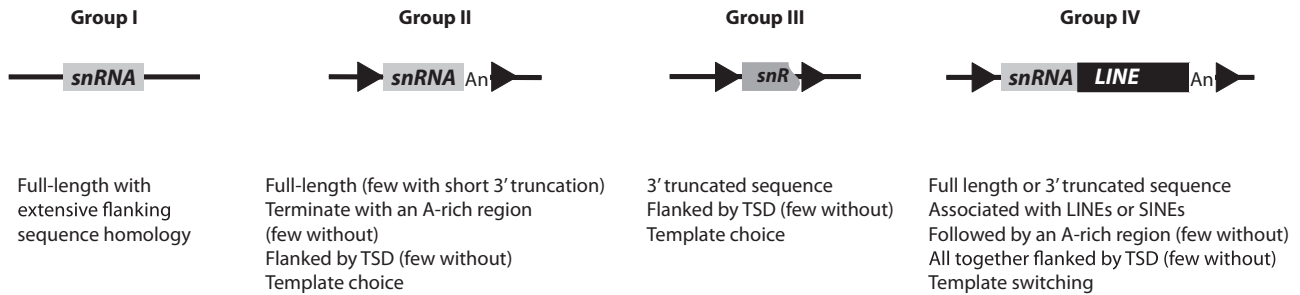 Group I
Group II
Group III
Group IV
snRNA
snRNA An
snR
snRNA LINE An
Full-length with
extensive flanking
sequence homology
Full-length (few with short 3' truncation)
Terminate with an A-rich region
(few without)
Flanked by TSD (few without)
Template choice
3' truncated sequence
Flanked by TSD (few without)
Template choice
Full length or 3' truncated sequence
Associated with LINEs or SINEs
Followed by an A-rich region (few without)
All together flanked by TSD (few without)
Template switching